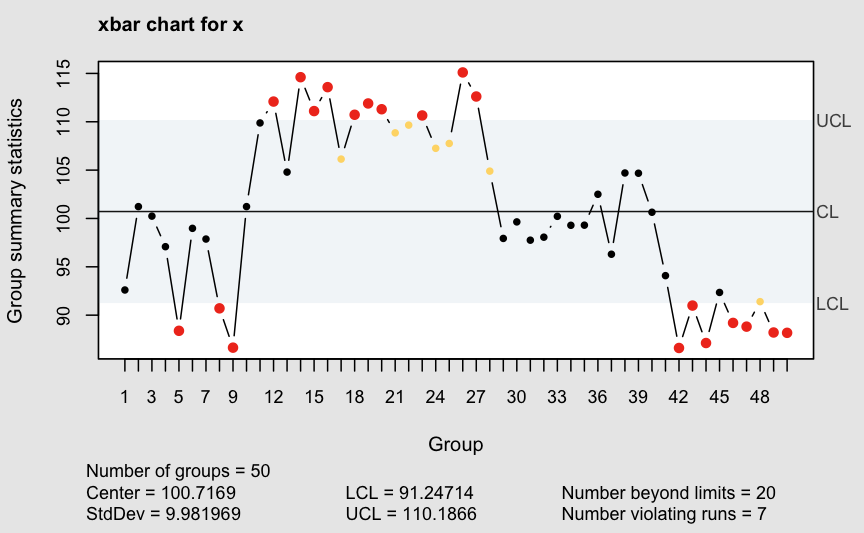 xbar chart for x
Group summary statistics
115
110
105
100
95
90
UCL
CL
LCL
1 3 5 7 9 12 15 18 21 24 27 30 33 36 39 42 45 48
Group
Number of groups = 50
Center = 100.7169 LCL = 91.24714 Number beyond limits = 20
StdDev = 9.981969 UCL = 110.1866 Number violating runs = 7